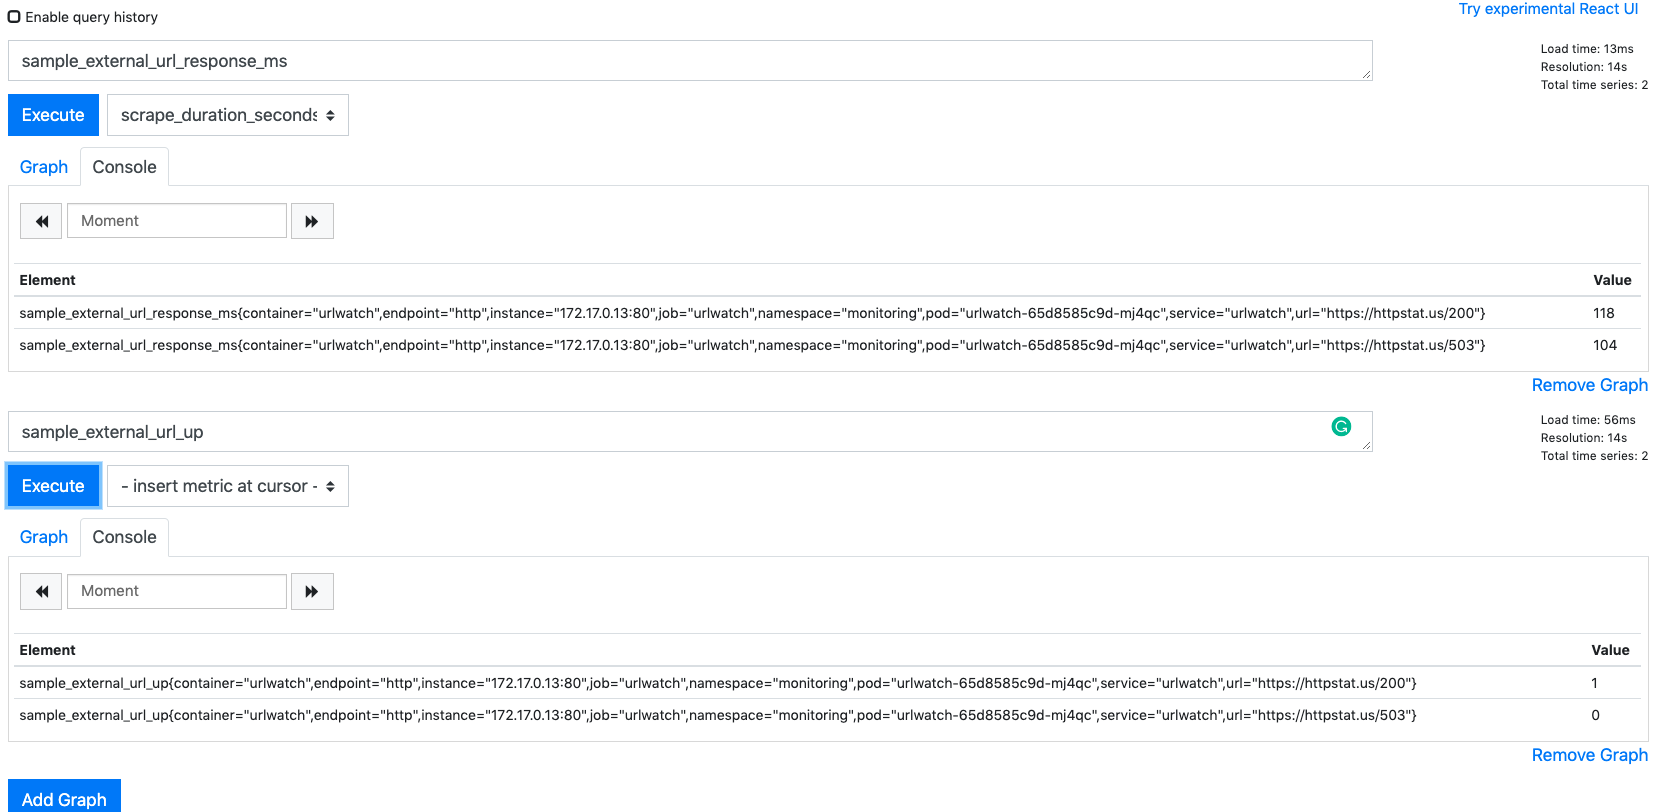 Enable query history
Try experimental React UI
sample_external_url_response_ms
Load time: 13ms
Resolution: 14s
Total time series: 2
Execute
scrape_duration_seconds
Graph
Console
Moment
Element Value
sample_external_url_response_ms{container="urlwatch",endpoint="http",instance="172.17.0.13:80",job="urlwatch",namespace="monitoring",pod="urlwatch-65d8585c9d-mj4qc",service="urlwatch",url="https://httpstat.us/200"} 118
sample_external_url_response_ms{container="urlwatch",endpoint="http",instance="172.17.0.13:80",job="urlwatch",namespace="monitoring",pod="urlwatch-65d8585c9d-mj4qc",service="urlwatch",url="https://httpstat.us/503"} 104
Remove Graph
sample_external_url_up
Load time: 56ms
Resolution: 14s
Total time series: 2
Execute
- insert metric at cursor -
Graph
Console
Moment
Element Value
sample_external_url_up{container="urlwatch",endpoint="http",instance="172.17.0.13:80",job="urlwatch",namespace="monitoring",pod="urlwatch-65d8585c9d-mj4qc",service="urlwatch",url="https://httpstat.us/200"} 1
sample_external_url_up{container="urlwatch",endpoint="http",instance="172.17.0.13:80",job="urlwatch",namespace="monitoring",pod="urlwatch-65d8585c9d-mj4qc",service="urlwatch",url="https://httpstat.us/503"} 0
Remove Graph
Add Graph